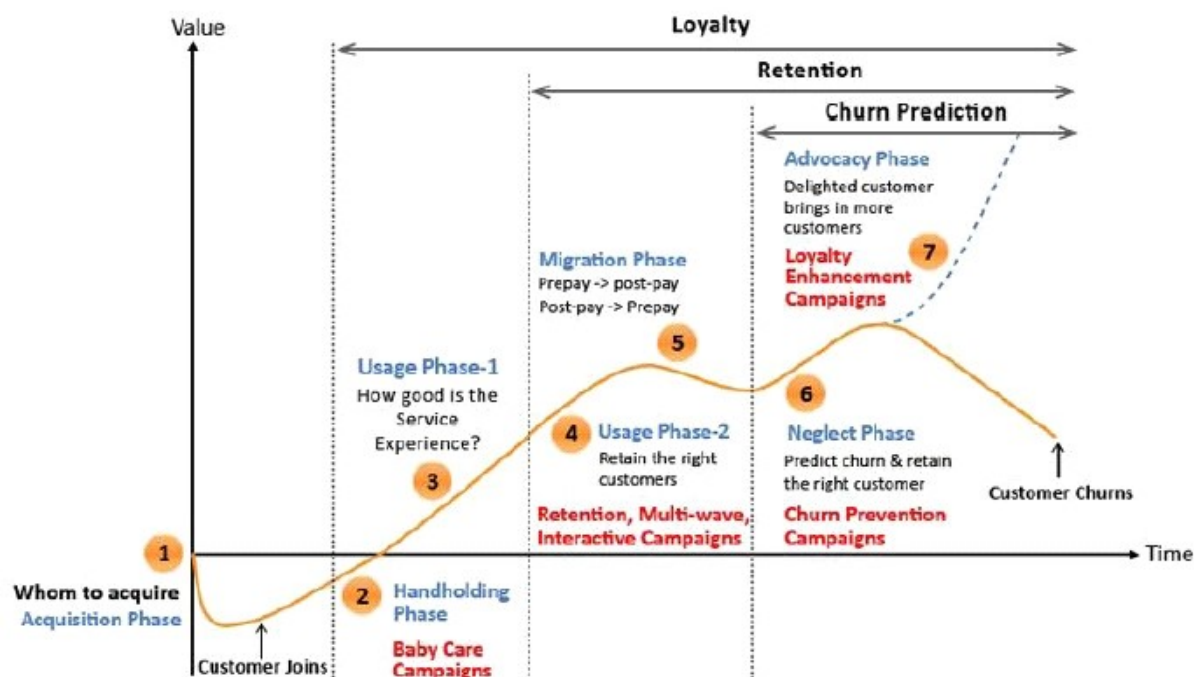 Value
Loyalty
Retention
Churn Prediction
Advocacy Phase
Delighted customer
brings in more
customers
7
Loyalty
Enhancement
Campaigns
Migration Phase
Prepay -> post-pay
Post-pay -> Prepay
5
Usage Phase-1
How good is the
Service
Experience?
3
4
Usage Phase-2
Retain the right
customers
Retention, Multi-wave,
Interactive Campaigns
6
Neglect Phase
Predict churn & retain
the right customer
Churn Prevention
Campaigns
Customer Churns
1
Time
Whom to acquire
Acquisition Phase
2
Handholding
Phase
Baby Care
Campaigns
Customer Joins